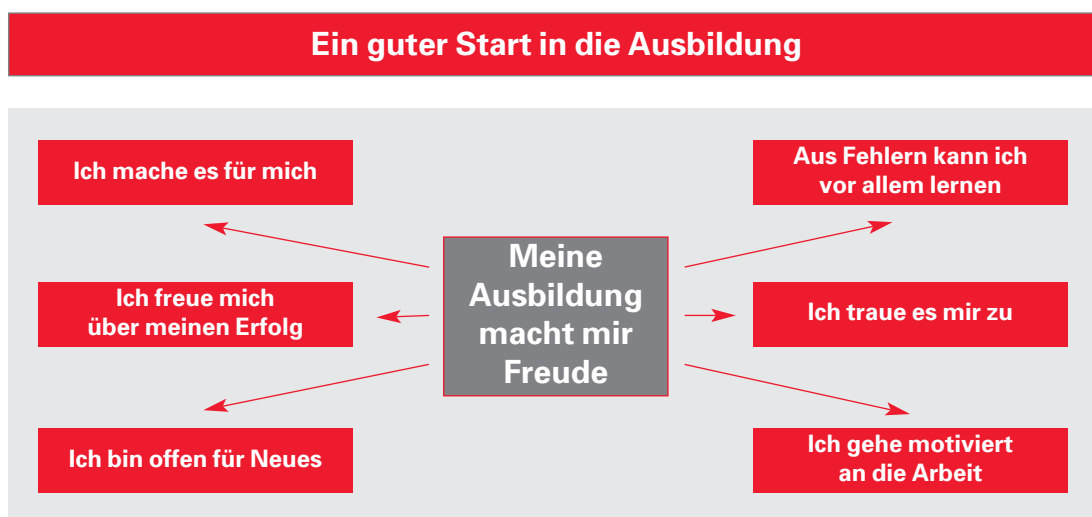 Ein guter Start in die Ausbildung
Ich mache es für mich
Aus Fehlern kann ich
vor allem lernen
Meine
Ausbildung
macht mir
Freude
Ich freue mich
über meinen Erfolg
Ich traue es mir zu
Ich bin offen für Neues
Ich gehe motiviert
an die Arbeit